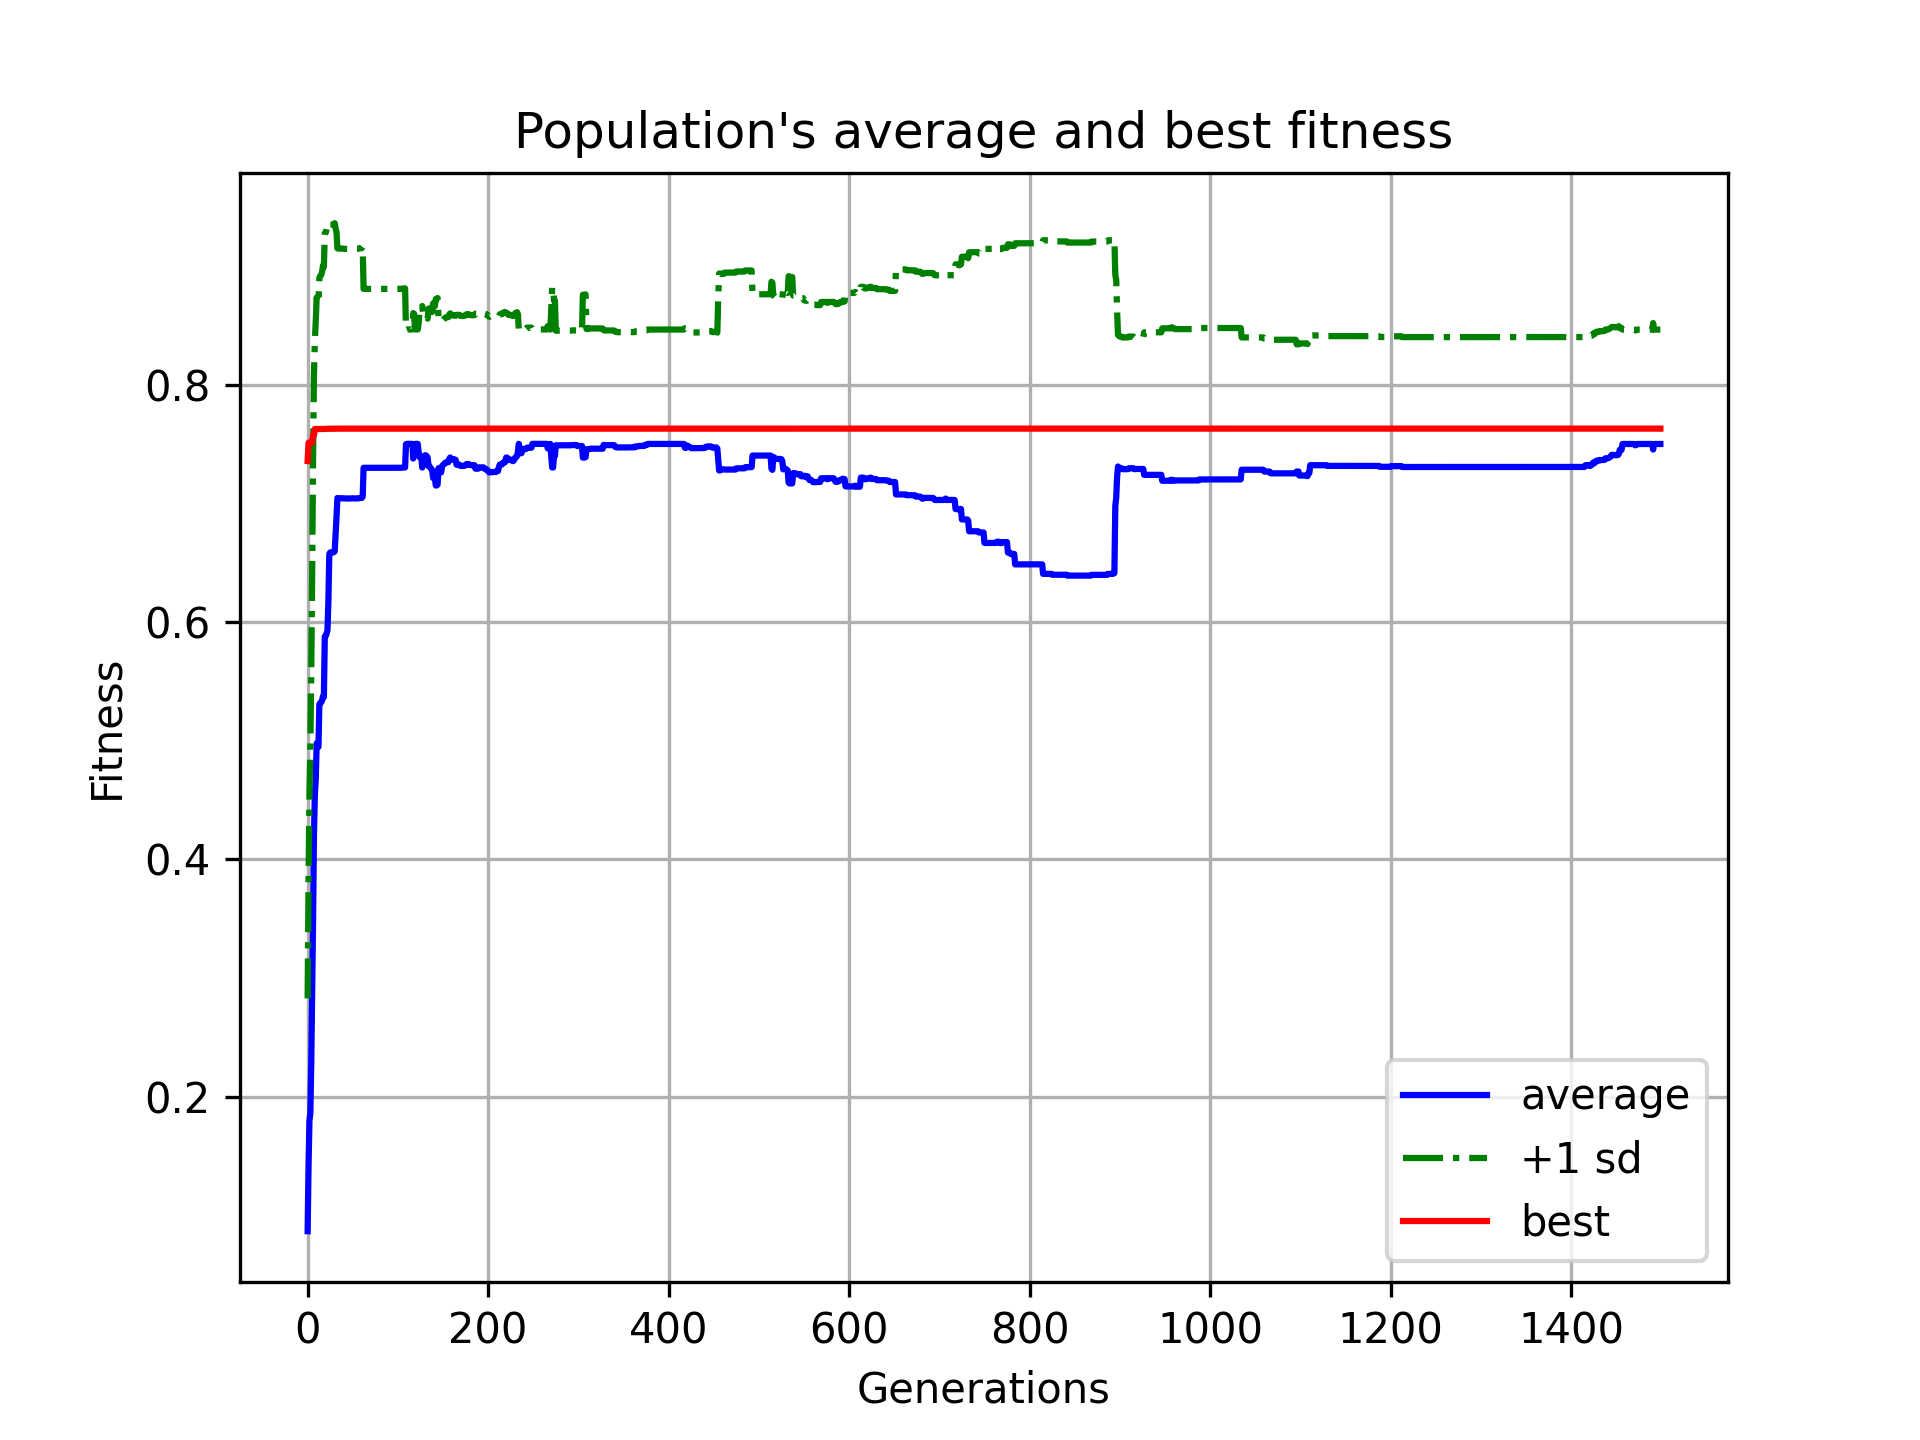 Population's average and best fitness
Fitness
0.8
0.6
0.4
0.2
0 200 400 600 800 1000 1200 1400
Generations
average
+1 sd
best